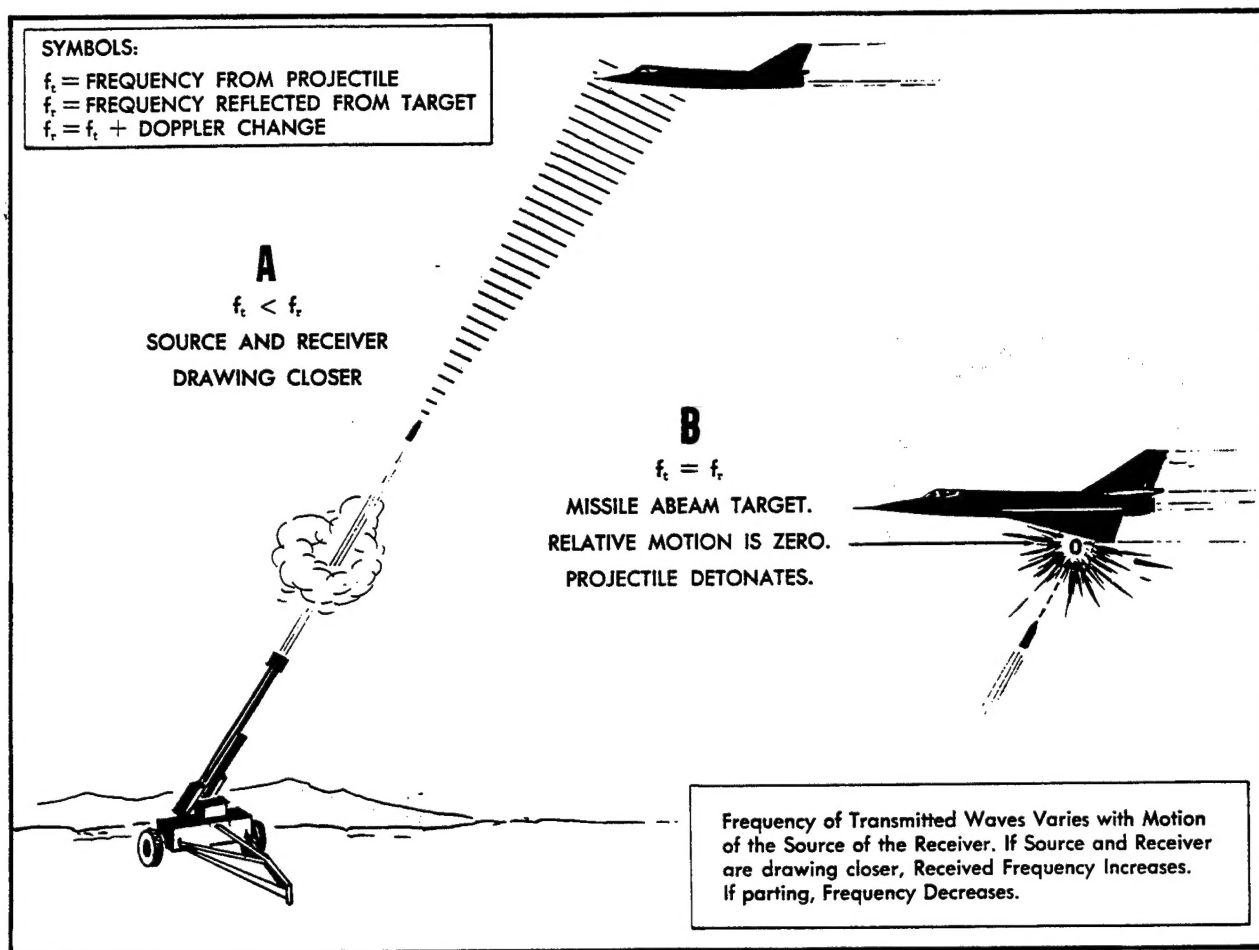 SYMBOLS:
fₜ = FREQUENCY FROM PROJECTILE
fᵣ = FREQUENCY REFLECTED FROM TARGET
fᵣ = fₜ + DOPPLER CHANGE
A
fₜ < fᵣ
SOURCE AND RECEIVER
DRAWING CLOSER
B
fₜ = fᵣ
MISSILE ABEAM TARGET.
RELATIVE MOTION IS ZERO.
PROJECTILE DETONATES.
0
Frequency of Transmitted Waves Varies with Motion
of the Source of the Receiver. If Source and Receiver
are drawing closer, Received Frequency Increases.
If parting, Frequency Decreases.